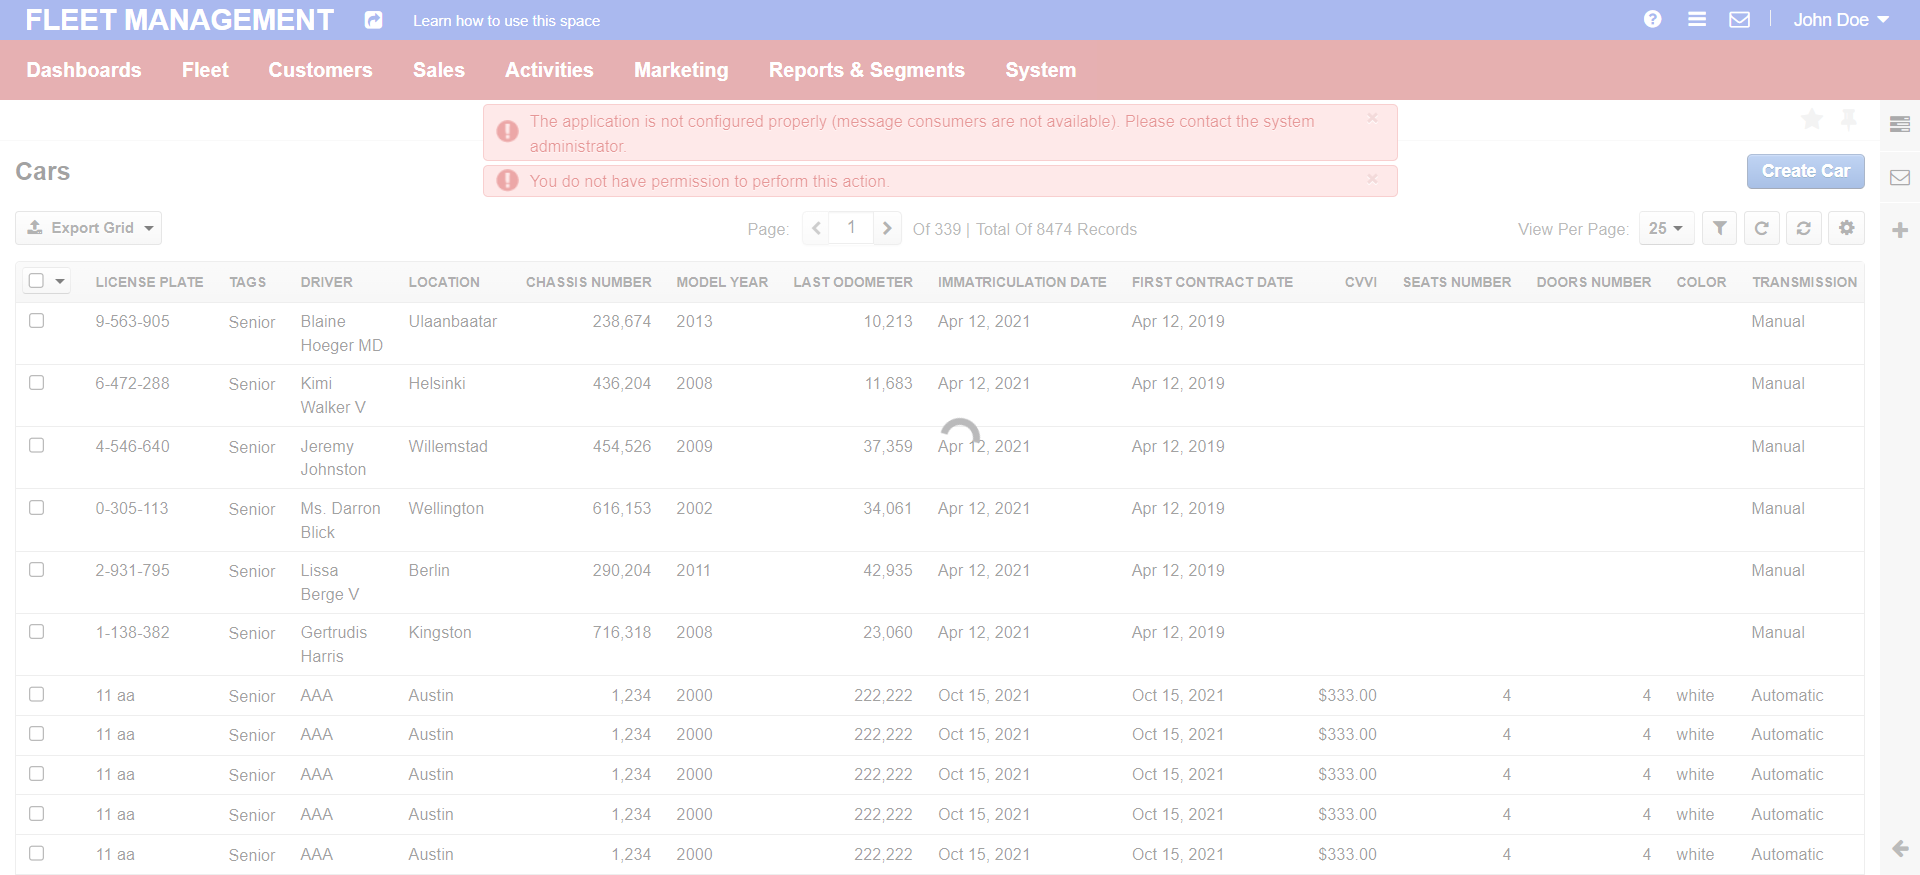 FLEET MANAGEMENT Learn how to use this space John Doe
Dashboards Fleet Customers Sales Activities Marketing Reports & Segments System
The application is not configured properly (message consumers are not available). Please contact the system
administrator.
You do not have permission to perform this action.
Cars
Create Car
Export Grid Page: 1 Of 339 | Total Of 8474 Records View Per Page: 25
LICENSE PLATE TAGS DRIVER LOCATION CHASSIS NUMBER MODEL YEAR LAST ODOMETER IMMATRICULATION DATE FIRST CONTRACT DATE CVVI SEATS NUMBER DOORS NUMBER COLOR TRANSMISSION
9-563-905 Senior Blaine Ulaanbaatar 238,674 2013 10,213 Apr 12, 2021 Apr 12, 2019 Manual
Hoeger MD
6-472-288 Senior Kimi Helsinki 436,204 2008 11,683 Apr 12, 2021 Apr 12, 2019 Manual
Walker V
4-546-640 Senior Jeremy Willemstad 454,526 2009 37,359 Apr 12, 2021 Apr 12, 2019 Manual
Johnston
0-305-113 Senior Ms. Darron Wellington 616,153 2002 34,061 Apr 12, 2021 Apr 12, 2019 Manual
Blick
2-931-795 Senior Lissa Berlin 290,204 2011 42,935 Apr 12, 2021 Apr 12, 2019 Manual
Berge V
1-138-382 Senior Gertrudis Kingston 716,318 2008 23,060 Apr 12, 2021 Apr 12, 2019 Manual
Harris
11 aa Senior AAA Austin 1,234 2000 222,222 Oct 15, 2021 Oct 15, 2021 $333.00 4 4 white Automatic
11 aa Senior AAA Austin 1,234 2000 222,222 Oct 15, 2021 Oct 15, 2021 $333.00 4 4 white Automatic
11 aa Senior AAA Austin 1,234 2000 222,222 Oct 15, 2021 Oct 15, 2021 $333.00 4 4 white Automatic
11 aa Senior AAA Austin 1,234 2000 222,222 Oct 15, 2021 Oct 15, 2021 $333.00 4 4 white Automatic
11 aa Senior AAA Austin 1,234 2000 222,222 Oct 15, 2021 Oct 15, 2021 $333.00 4 4 white Automatic